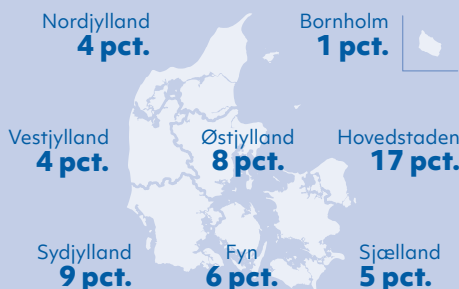 Nordjylland
4 pct.
Bornholm
1 pct.
Vestjylland
4 pct.
Østjylland
8 pct.
Hovedstaden
17 pct.
Sydjylland
9 pct.
Fyn
6 pct.
Sjælland
5 pct.